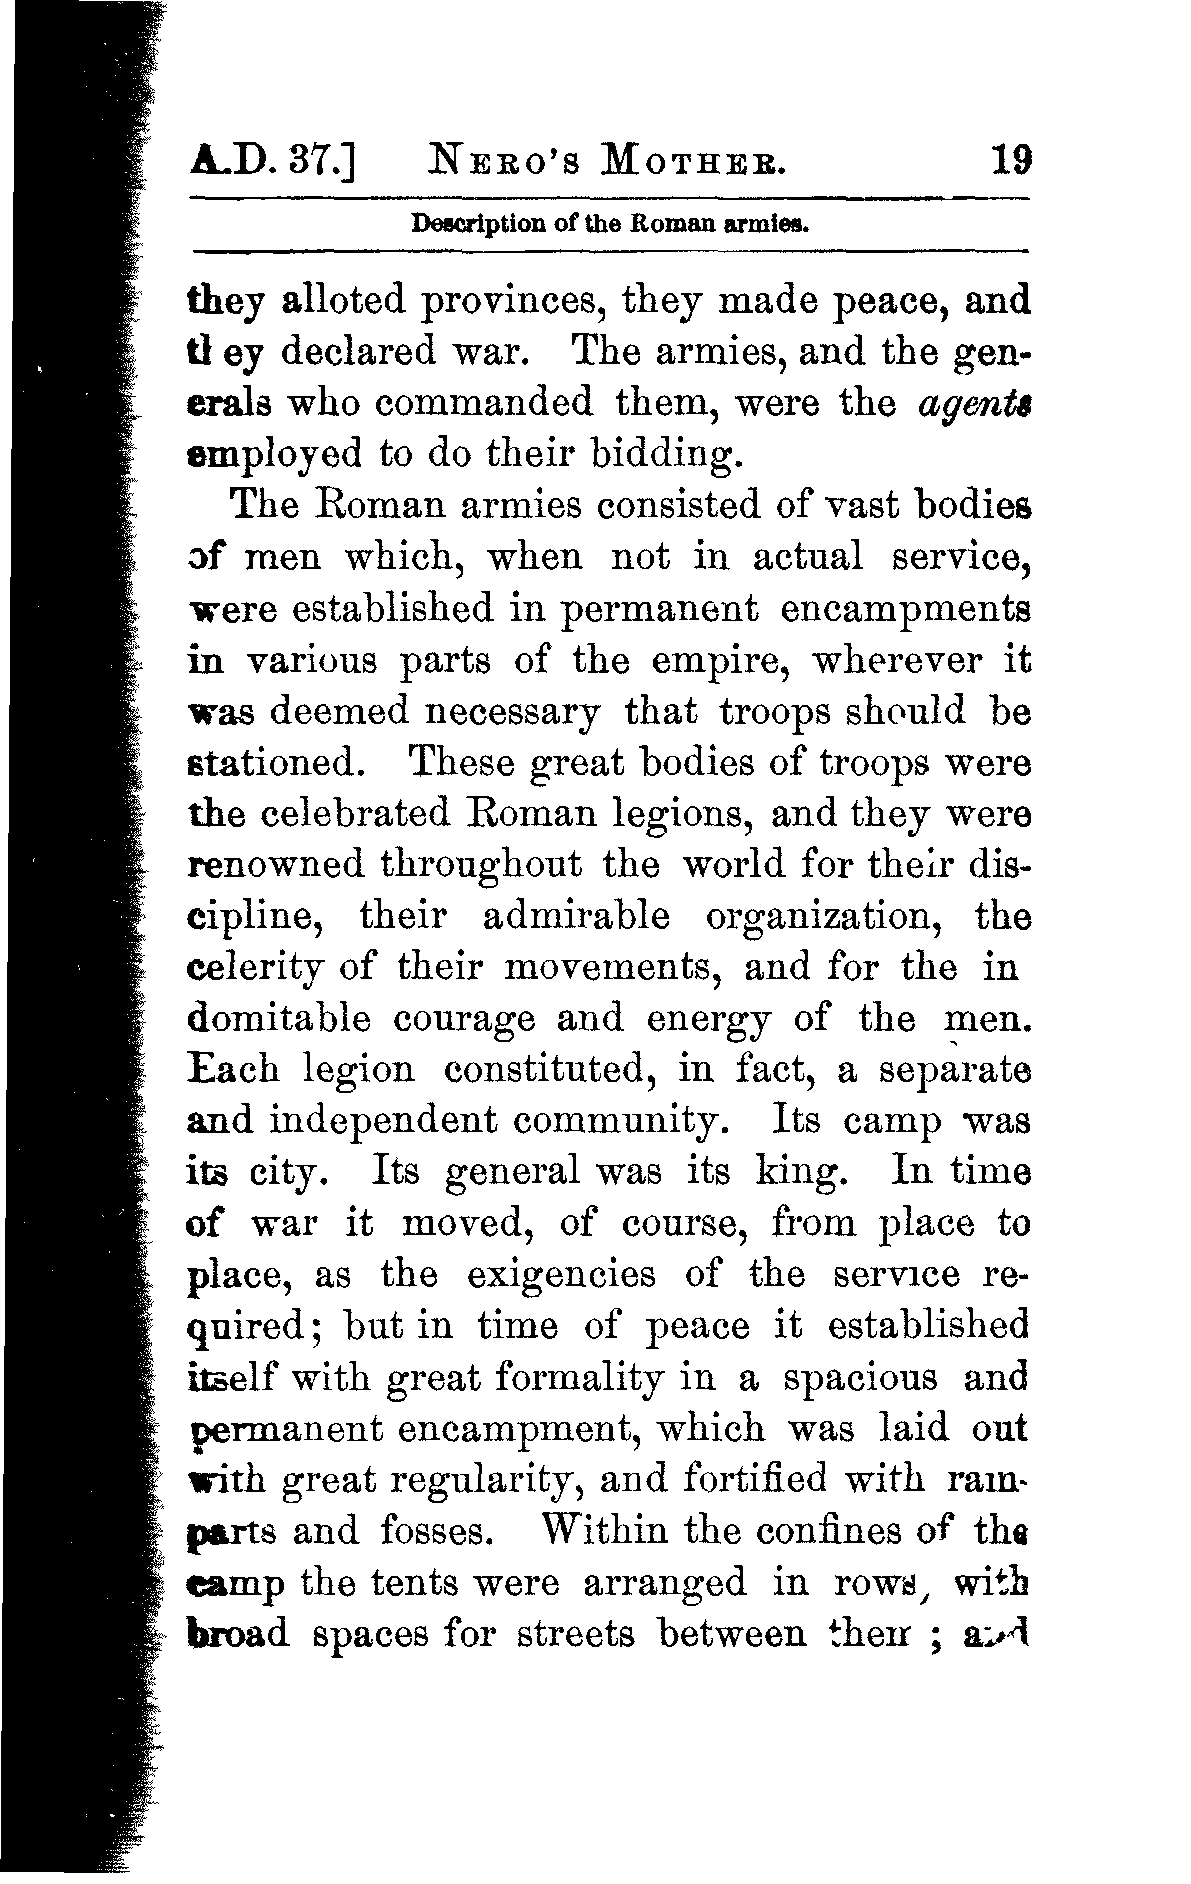 A.D. 37.] NERO'S MOTHER. 19
Description of the Roman armies.
they alloted provinces, they made peace, and
they declared war. The armies, and the gen-
erals who commanded them, were the agents
employed to do their bidding.
The Roman armies consisted of vast bodies
of men which, when not in actual service,
were established in permanent encampments
in various parts of the empire, wherever it
was deemed necessary that troops should be
stationed. These great bodies of troops were
the celebrated Roman legions, and they were
renowned throughout the world for their dis-
cipline, their admirable organization, the
celerity of their movements, and for the in
domitable courage and energy of the men.
Each legion constituted, in fact, a separate
and independent community. Its camp was
its city. Its general was its king. In time
of war it moved, of course, from place to
place, as the exigencies of the service re-
quired; but in time of peace it established
itself with great formality in a spacious and
permanent encampment, which was laid out
with great regularity, and fortified with ram-
parts and fosses. Within the confines of the
camp the tents were arranged in rows, with
broad spaces for streets between them ; and